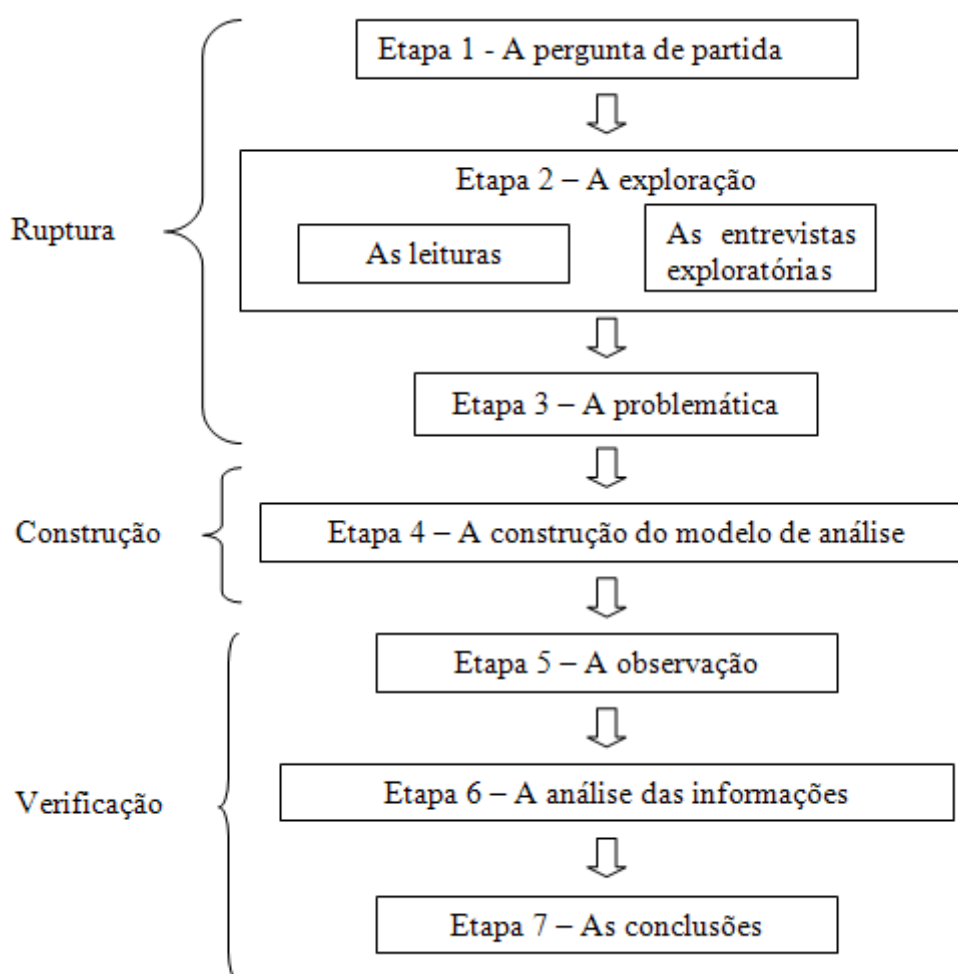 Etapa 1 - A pergunta de partida
Etapa 2 – A exploração
Ruptura
As leituras
As entrevistas
exploratórias
Etapa 3 – A problemática
Construção
Etapa 4 – A construção do modelo de análise
Etapa 5 – A observação
Verificação
Etapa 6 – A análise das informações
Etapa 7 – As conclusões